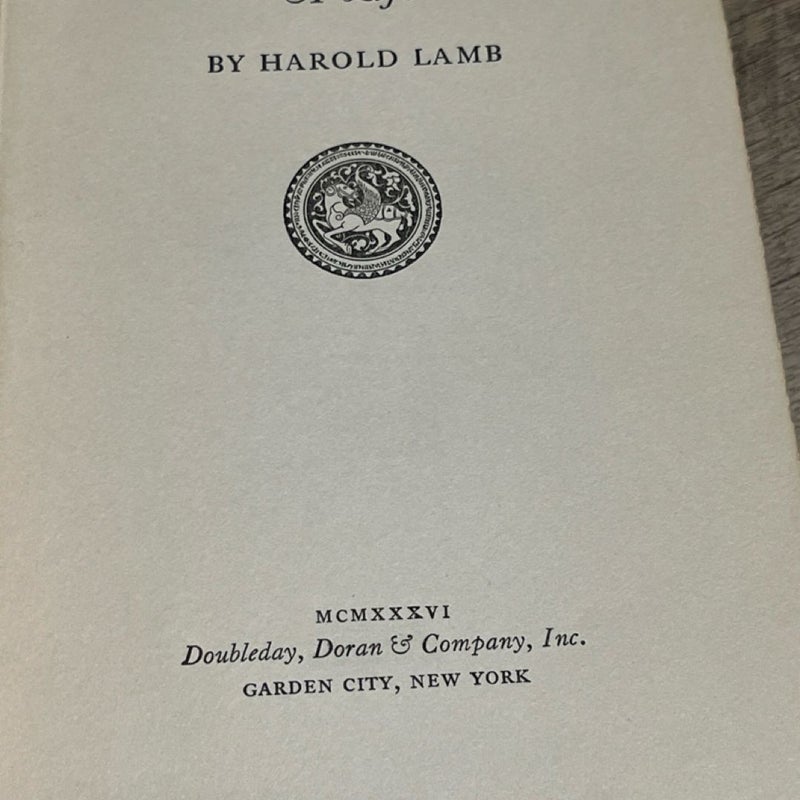 BY HAROLD LAMB
MCMXXXVI
Doubleday, Doran & Company, Inc.
GARDEN CITY, NEW YORK